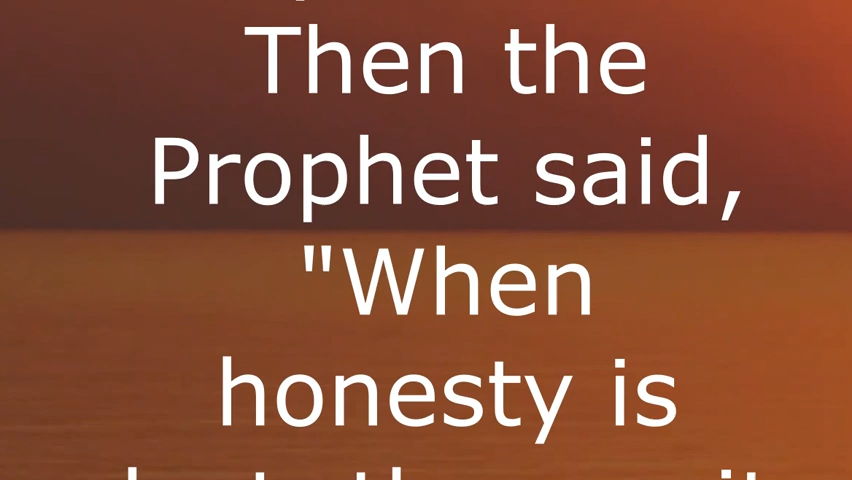 Then the
Prophet said,
"When
honesty is